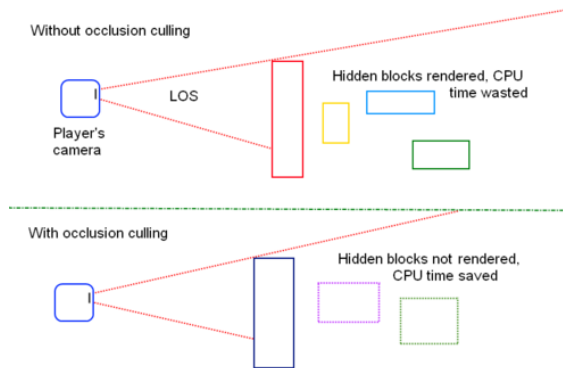 Without occlusion culling
Hidden blocks rendered, CPU
time wasted
LOS
Player's
camera
With occlusion culling
Hidden blocks not rendered,
CPU time saved